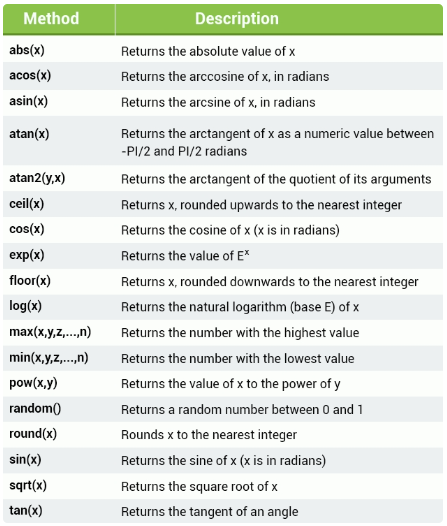 Method Description
abs(x) Returns the absolute value of x
acos(x) Returns the arccosine of x, in radians
asin(x) Returns the arcsine of x, in radians
atan(x) Returns the arctangent of x as a numeric value between
-PI/2 and PI/2 radians
atan2(y,x) Returns the arctangent of the quotient of its arguments
ceil(x) Returns x, rounded upwards to the nearest integer
cos(x) Returns the cosine of x (x is in radians)
exp(x) Returns the value of Eˣ
floor(x) Returns x, rounded downwards to the nearest integer
log(x) Returns the natural logarithm (base E) of x
max(x,y,z,...,n) Returns the number with the highest value
min(x,y,z,...,n) Returns the number with the lowest value
pow(x,y) Returns the value of x to the power of y
random() Returns a random number between 0 and 1
round(x) Rounds x to the nearest integer
sin(x) Returns the sine of x (x is in radians)
sqrt(x) Returns the square root of x
tan(x) Returns the tangent of an angle